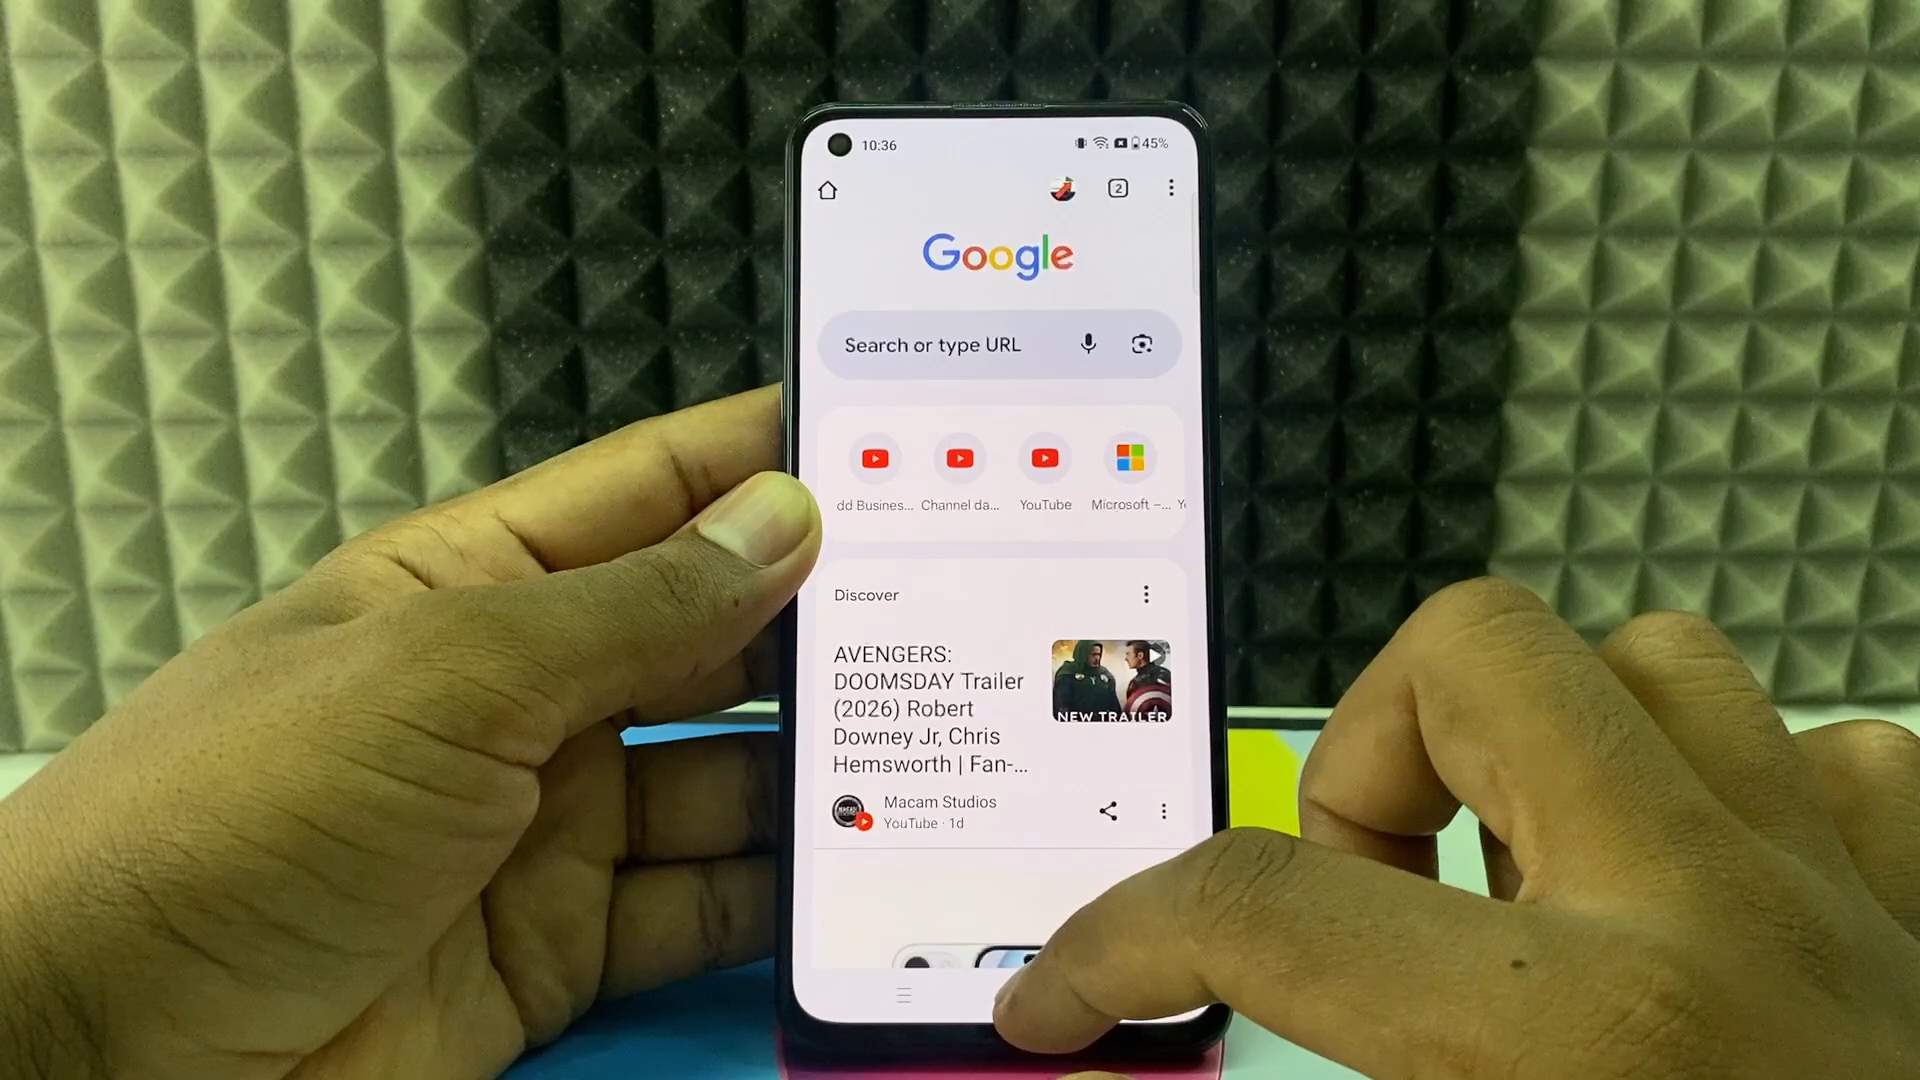 10:36
45%
2
Google
Search or type URL
dd Busines... Channel da... YouTube Microsoft –...
Discover
AVENGERS:
DOOMSDAY Trailer
(2026) Robert
Downey Jr, Chris
Hemsworth | Fan-...
NEW TRAILER
Macam Studios
YouTube · 1d